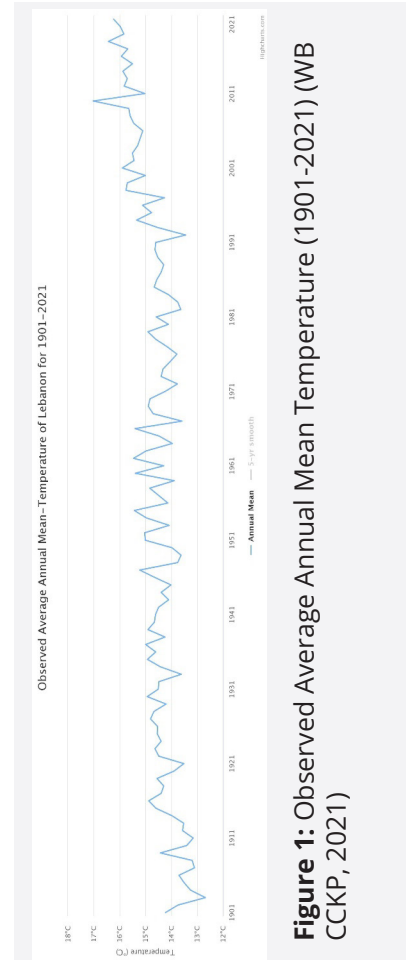 Observed Average Annual Mean-Temperature of Lebanon for 1901-2021
18°C
17°C
16°C
15°C
14°C
13°C
12°C
Temperature (°C)
1901
1911
1921
1931
1941
1951
1961
1971
1981
1991
2001
2011
2021
Annual Mean
5-yr smooth
Highcharts.com
Figure 1: Observed Average Annual Mean Temperature (1901-2021) (WB
CCKP, 2021)